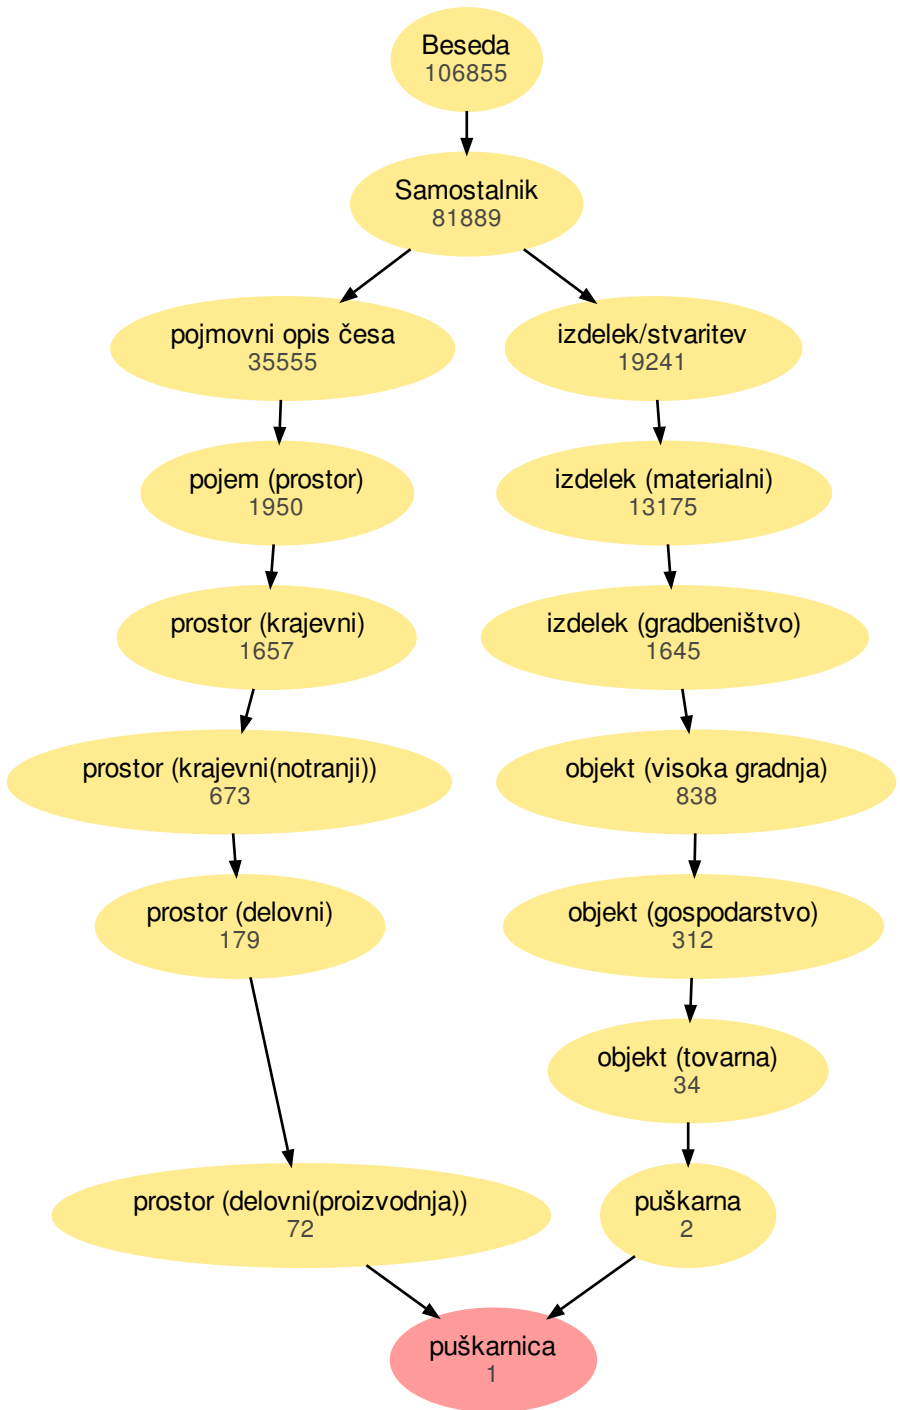 Beseda
106855
Samostalnik
81889
pojmovni opis česa
35555
izdelek/stvaritev
19241
pojem (prostor)
1950
izdelek (materialni)
13175
prostor (krajevni)
1657
izdelek (gradbeništvo)
1645
prostor (krajevni(notranji))
673
objekt (visoka gradnja)
838
prostor (delovni)
179
objekt (gospodarstvo)
312
objekt (tovarna)
34
prostor (delovni(proizvodnja))
72
puškarna
2
puškarnica
1